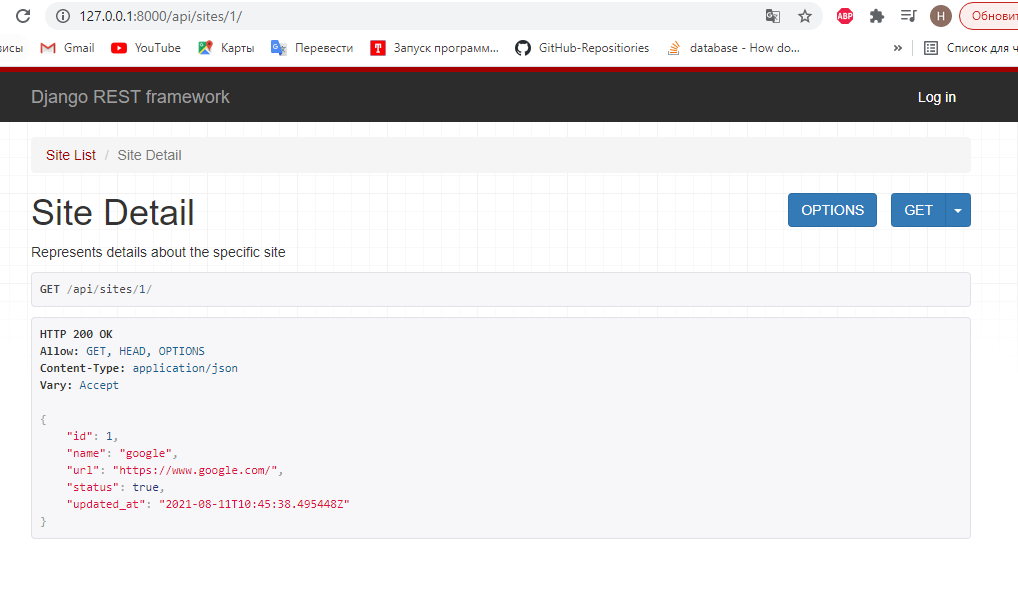 127.0.0.1:8000/api/sites/1/
ABP
H
Обновит
висы Gmail YouTube Карты Перевести Запуск программ... GitHub-Repositiories database - How do... » Список для ч
Django REST framework Log in
Site List / Site Detail
Site Detail OPTIONS GET
Represents details about the specific site
GET /api/sites/1/
HTTP 200 OK
Allow: GET, HEAD, OPTIONS
Content-Type: application/json
Vary: Accept
{
"id": 1,
"name": "google",
"url": "https://www.google.com/",
"status": true,
"updated_at": "2021-08-11T10:45:38.495448Z"
}